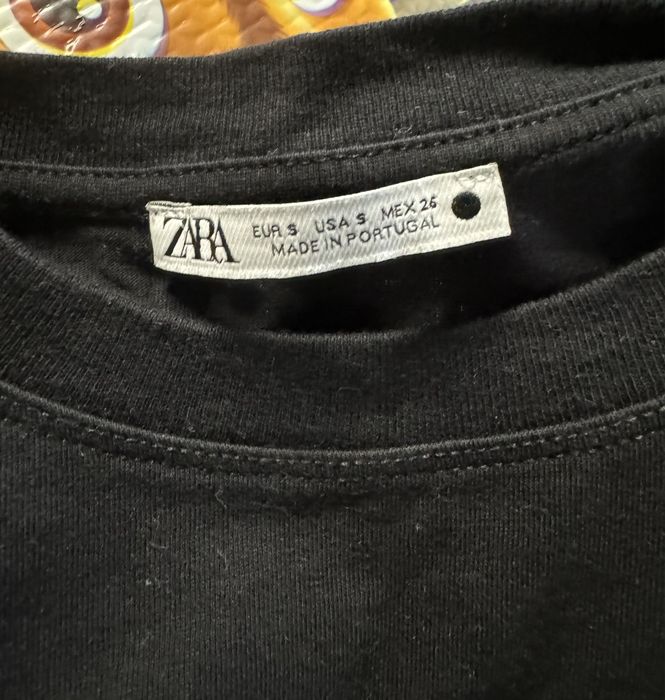 ZARA
EUR S USA S MEX 26
MADE IN PORTUGAL